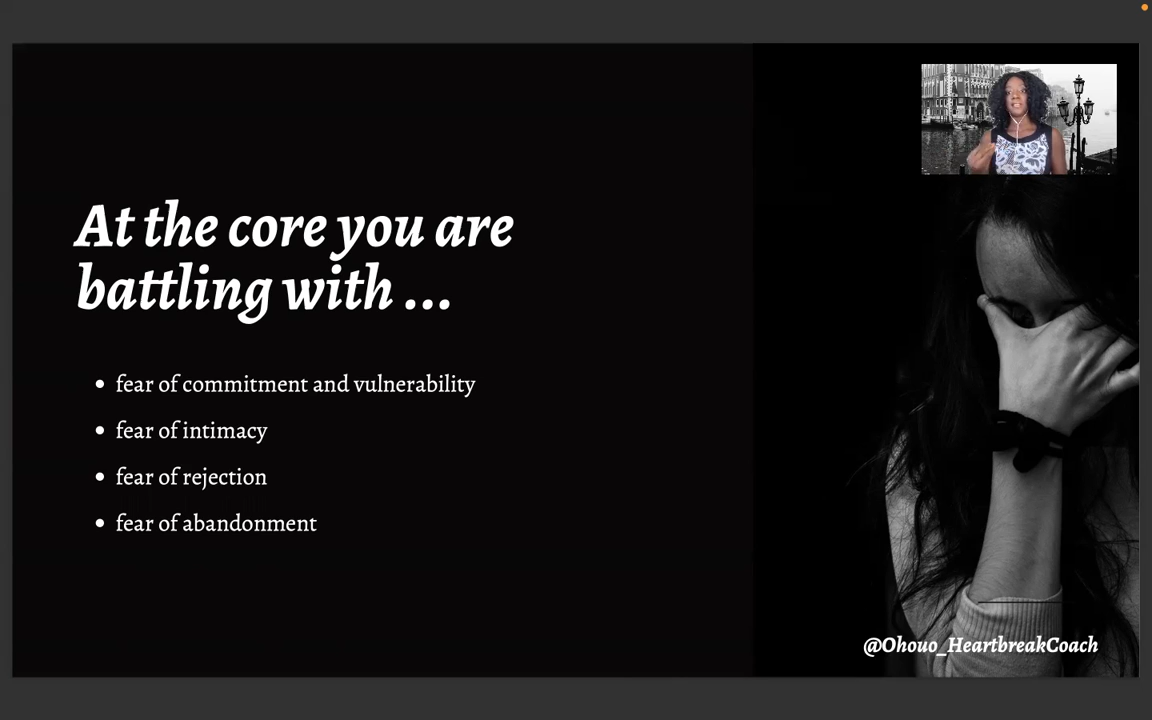 At the core you are
battling with ...
fear of commitment and vulnerability
fear of intimacy
fear of rejection
fear of abandonment
@Ohouo_HeartbreakCoach